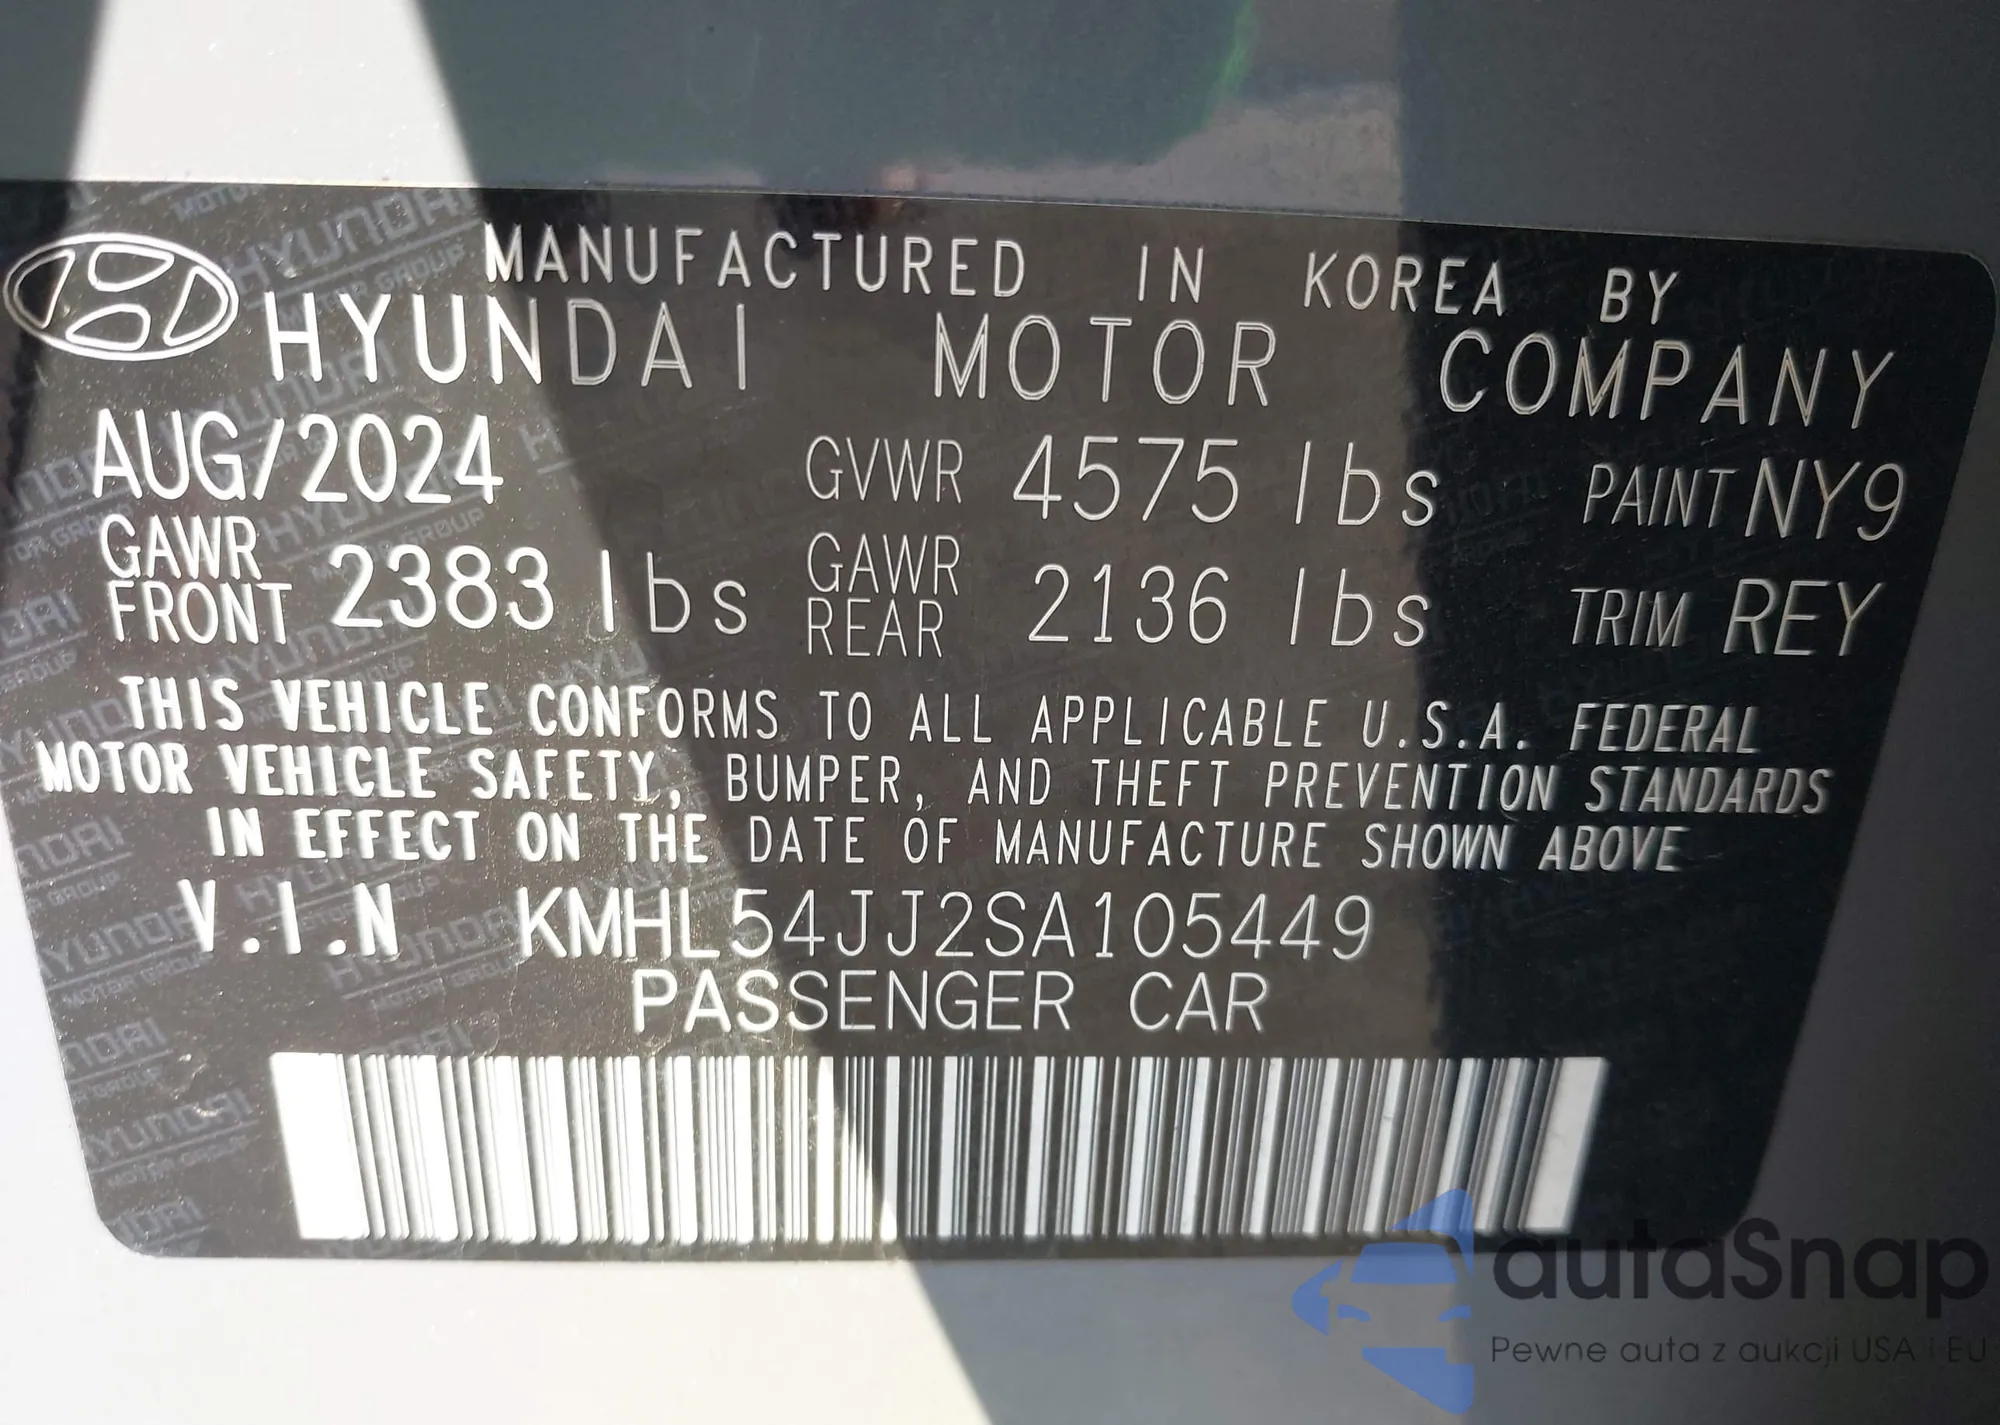 MANUFACTURED IN KOREA BY
HYUNDAI MOTOR COMPANY
AUG/2024 GVWR 4575 lbs PAINT NY9
GAWR FRONT 2383 lbs GAWR REAR 2136 lbs TRIM REY
THIS VEHICLE CONFORMS TO ALL APPLICABLE U.S.A. FEDERAL
MOTOR VEHICLE SAFETY, BUMPER, AND THEFT PREVENTION STANDARDS
IN EFFECT ON THE DATE OF MANUFACTURE SHOWN ABOVE
V.I.N KMHL54JJ2SA105449
PASSENGER CAR
autaSnap
Pewne auta z aukcji USA i EU